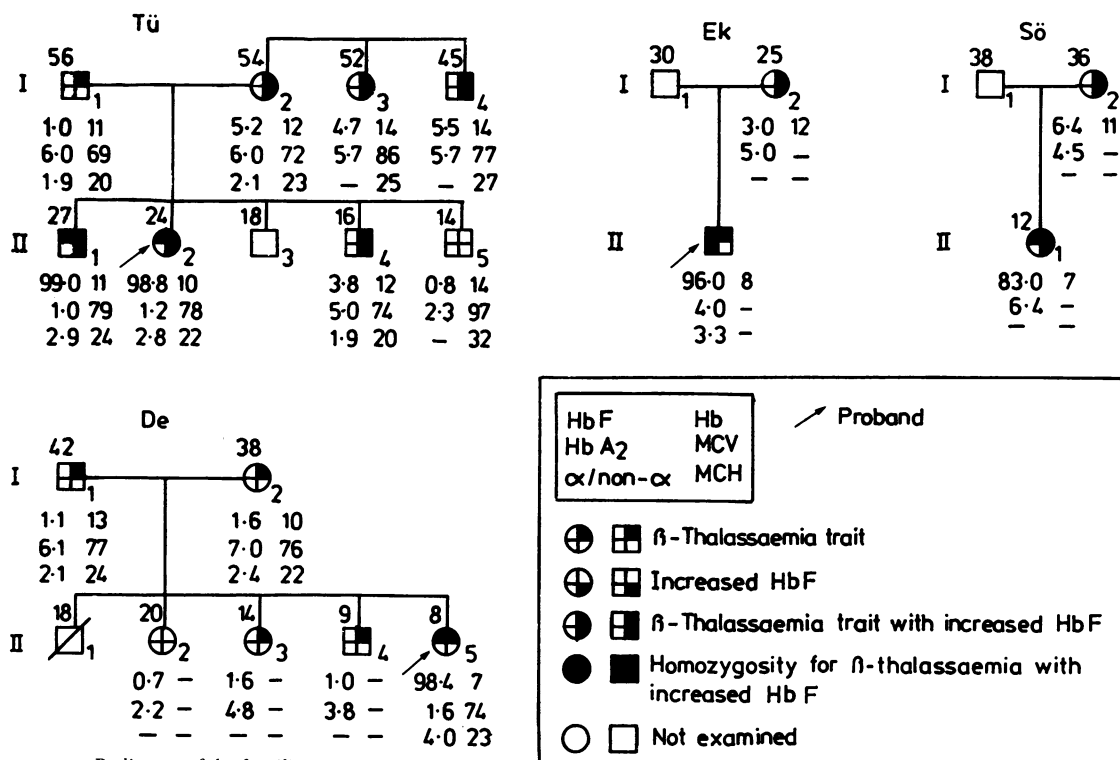 Tü
56 54 52 45
I 1 2 3 4
1·0 11 5·2 12 4·7 14 5·5 14
6·0 69 6·0 72 5·7 86 5·7 77
1·9 20 2·1 23 – 25 – 27
27 24 18 16 14
II 1 2 3 4 5
99·0 11 98·8 10 3·8 12 0·8 14
1·0 79 1·2 78 5·0 74 2·3 97
2·9 24 2·8 22 1·9 20 – 32
Ek
30 25
I 1 2
3·0 12
5·0 –
– –
II
96·0 8
4·0 –
3·3 –
Sö
38 36
I 1 2
6·4 11
4·5 –
– –
12
II 1
83·0 7
6·4 –
– –
De
42 38
I 1 2
1·1 13 1·6 10
6·1 77 7·0 76
2·1 24 2·4 22
18 20 14 9 8
II 1 2 3 4 5
0·7 – 1·6 – 1·0 – 98·4 7
2·2 – 4·8 – 3·8 – 1·6 74
– – – – – – 4·0 23
HbF Hb
HbA2 MCV
α/non-α MCH
Proband
ß-Thalassaemia trait
Increased HbF
ß-Thalassaemia trait with increased HbF
Homozygosity for ß-thalassaemia with
increased HbF
Not examined